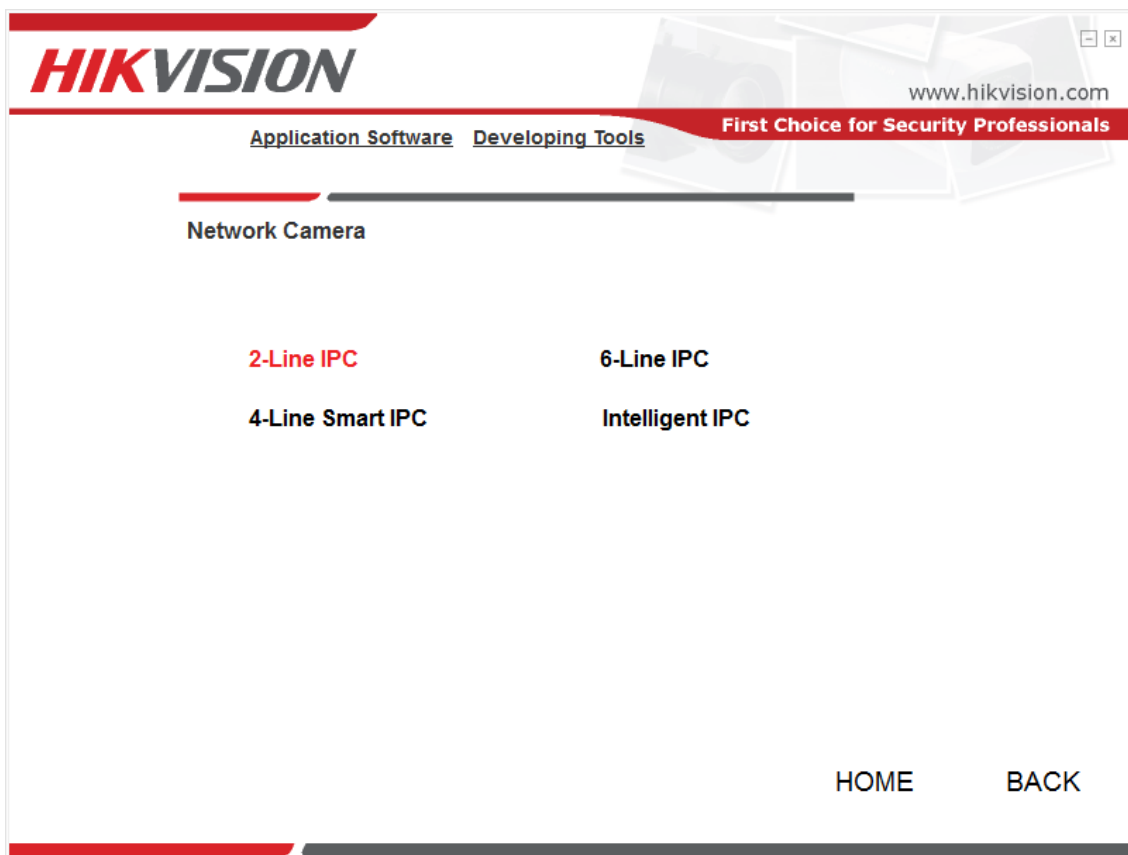 HIKVISION
www.hikvision.com
First Choice for Security Professionals
Application Software Developing Tools
Network Camera
2-Line IPC 6-Line IPC
4-Line Smart IPC Intelligent IPC
HOME BACK